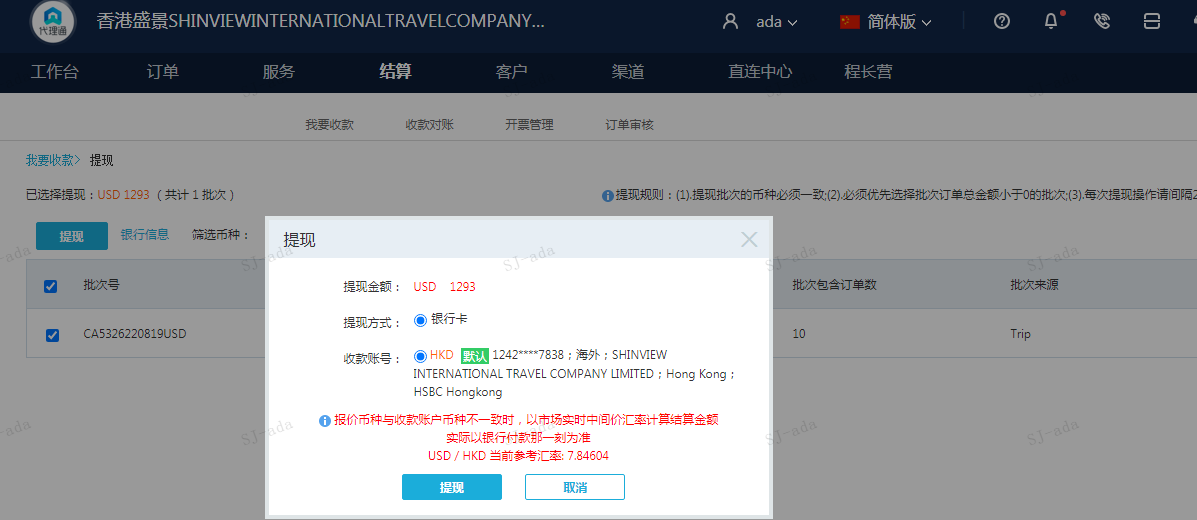 代理通
香港盛景SHINVIEWINTERNATIONALTRAVELCOMPANY...
ada
简体版
工作台
订单
服务
结算
客户
渠道
直连中心
程长营
我要收款
收款对账
开票管理
订单审核
我要收款> 提现
已选择提现：USD 1293 （共计 1 批次）
提现规则：(1).提现批次的币种必须一致;(2).必须优先选择批次订单总金额小于0的批次;(3).每次提现操作请间隔2
提现
银行信息
筛选币种：
批次号
批次包含订单数
批次来源
CA5326220819USD
10
Trip
提现
提现金额： USD 1293
提现方式： 银行卡
收款账号： HKD 默认 1242****7838；海外；SHINVIEW
INTERNATIONAL TRAVEL COMPANY LIMITED；Hong Kong；
HSBC Hongkong
报价币种与收款账户币种不一致时，以市场实时中间价汇率计算结算金额
实际以银行付款那一刻为准
USD / HKD 当前参考汇率: 7.84604
提现
取消
SJ-ada
SJ-ada
SJ-ada
SJ-ada
SJ-ada
SJ-ada